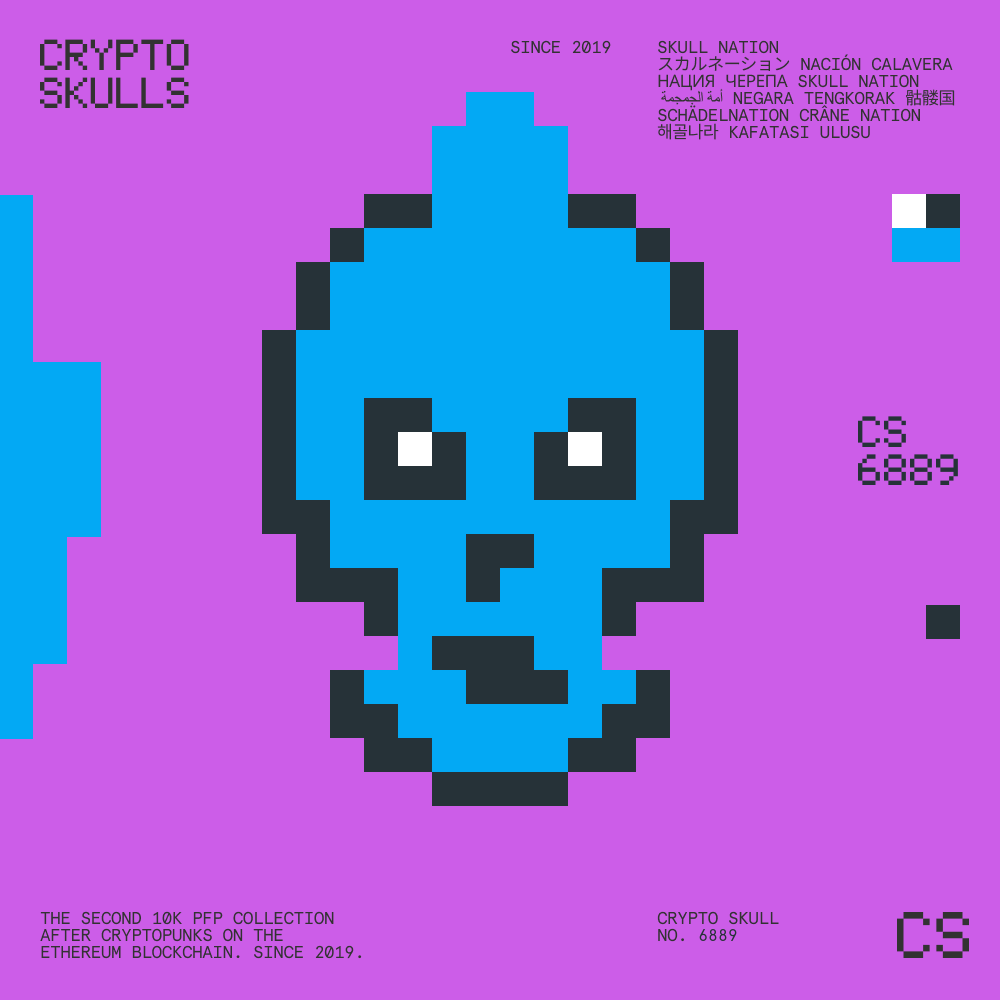 CRYPTO
SKULLS
SINCE 2019
SKULL NATION
スカルネーション NACIÓN CALAVERA
НАЦИЯ ЧЕРЕПА SKULL NATION
أمة الجمجمة NEGARA TENGKORAK 骷髅国
SCHÄDELNATION CRÂNE NATION
해골나라 KAFATASI ULUSU
CS
6889
THE SECOND 10K PFP COLLECTION
AFTER CRYPTOPUNKS ON THE
ETHEREUM BLOCKCHAIN. SINCE 2019.
CRYPTO SKULL
NO. 6889
CS